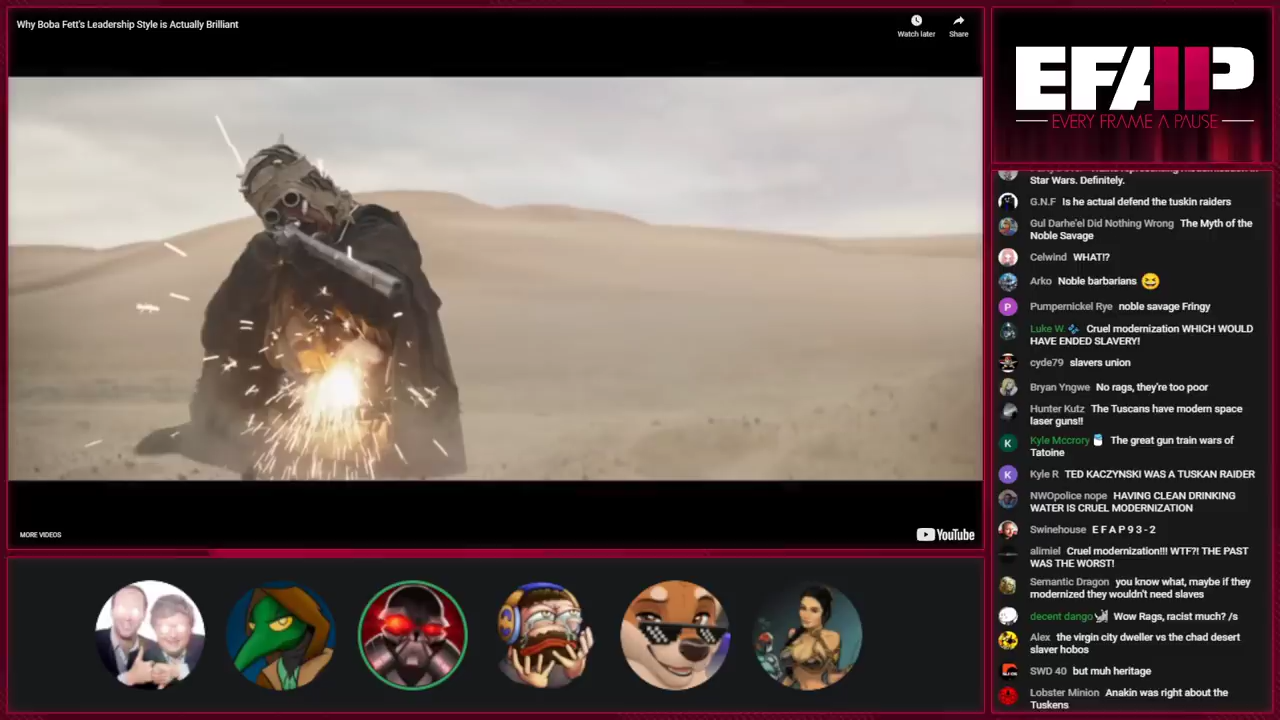 Why Boba Fett's Leadership Style is Actually Brilliant
Watch later
Share
MORE VIDEOS
YouTube
EFAP
EVERY FRAME A PAUSE
Star Wars. Definitely.
G.N.F Is he actual defend the tuskin raiders
Gul Darhe'el Did Nothing Wrong The Myth of the
Noble Savage
Celwind WHAT!?
Arko Noble barbarians 😆
P
Pumpernickel Rye noble savage Fringy
Luke W. Cruel modernization WHICH WOULD
HAVE ENDED SLAVERY!
cyde79 slavers union
Bryan Yngwe No rags, they're too poor
Hunter Kutz The Tuscans have modern space
laser guns!!
K
Kyle Mccrory The great gun train wars of
Tatoine
K
Kyle R TED KACZYNSKI WAS A TUSKAN RAIDER
NWOpolice nope HAVING CLEAN DRINKING
WATER IS CRUEL MODERNIZATION
Swinehouse E F A P 9 3 - 2
alimiel Cruel modernization!!! WTF?! THE PAST
WAS THE WORST!
Semantic Dragon you know what, maybe if they
modernized they wouldn't need slaves
decent dango Wow Rags, racist much? /s
Alex the virgin city dweller vs the chad desert
slaver hobos
SWD 40 but muh heritage
Lobster Minion Anakin was right about the
Tuskens